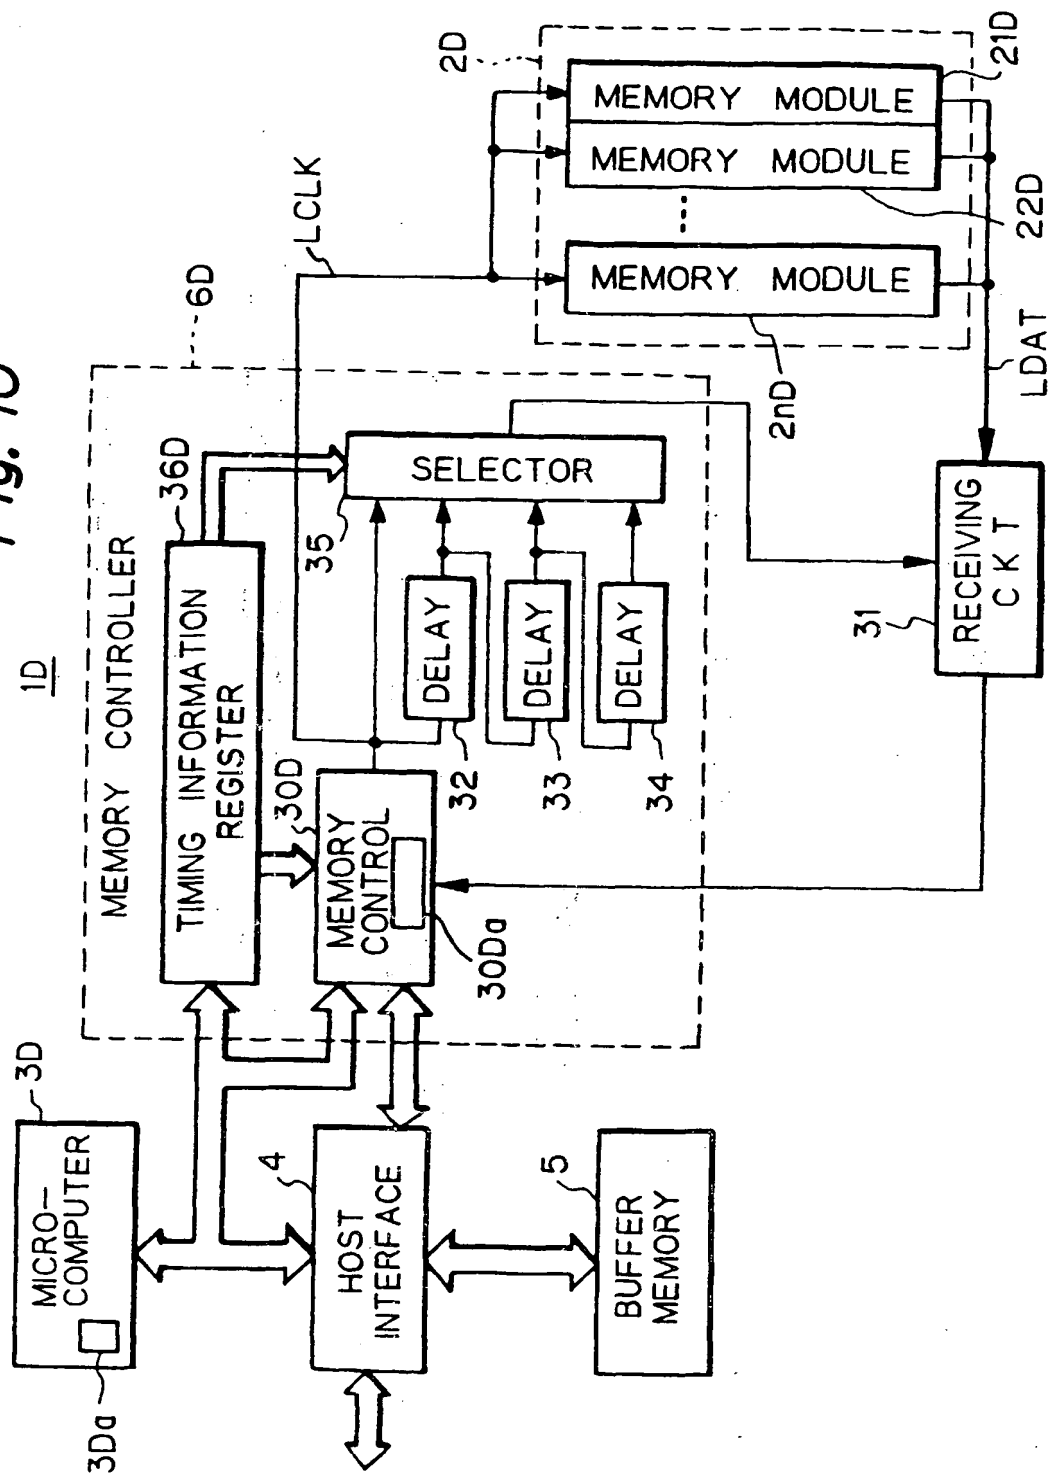 Fig. 10
1D
MEMORY CONTROLLER
6D
3D
MICRO-
COMPUTER
3Da
TIMING INFORMATION
REGISTER
36D
LCLK
4
HOST
INTERFACE
30D
MEMORY
CONTROL
30Da
35
SELECTOR
DELAY
32
DELAY
33
DELAY
34
5
BUFFER
MEMORY
2D
MEMORY MODULE
21D
MEMORY MODULE
22D
MEMORY MODULE
2nD
LDAT
31
RECEIVING
CKT